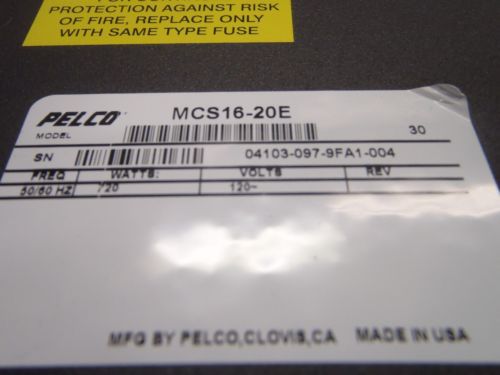 PROTECTION AGAINST RISK
OF FIRE, REPLACE ONLY
WITH SAME TYPE FUSE
PELCO MCS16-20E
MODEL 30
SN 04103-097-9FA1-004
FREQ WATTS: VOLTS REV
50/60 HZ 720 120~
MFG BY PELCO,CLOVIS,CA MADE IN USA